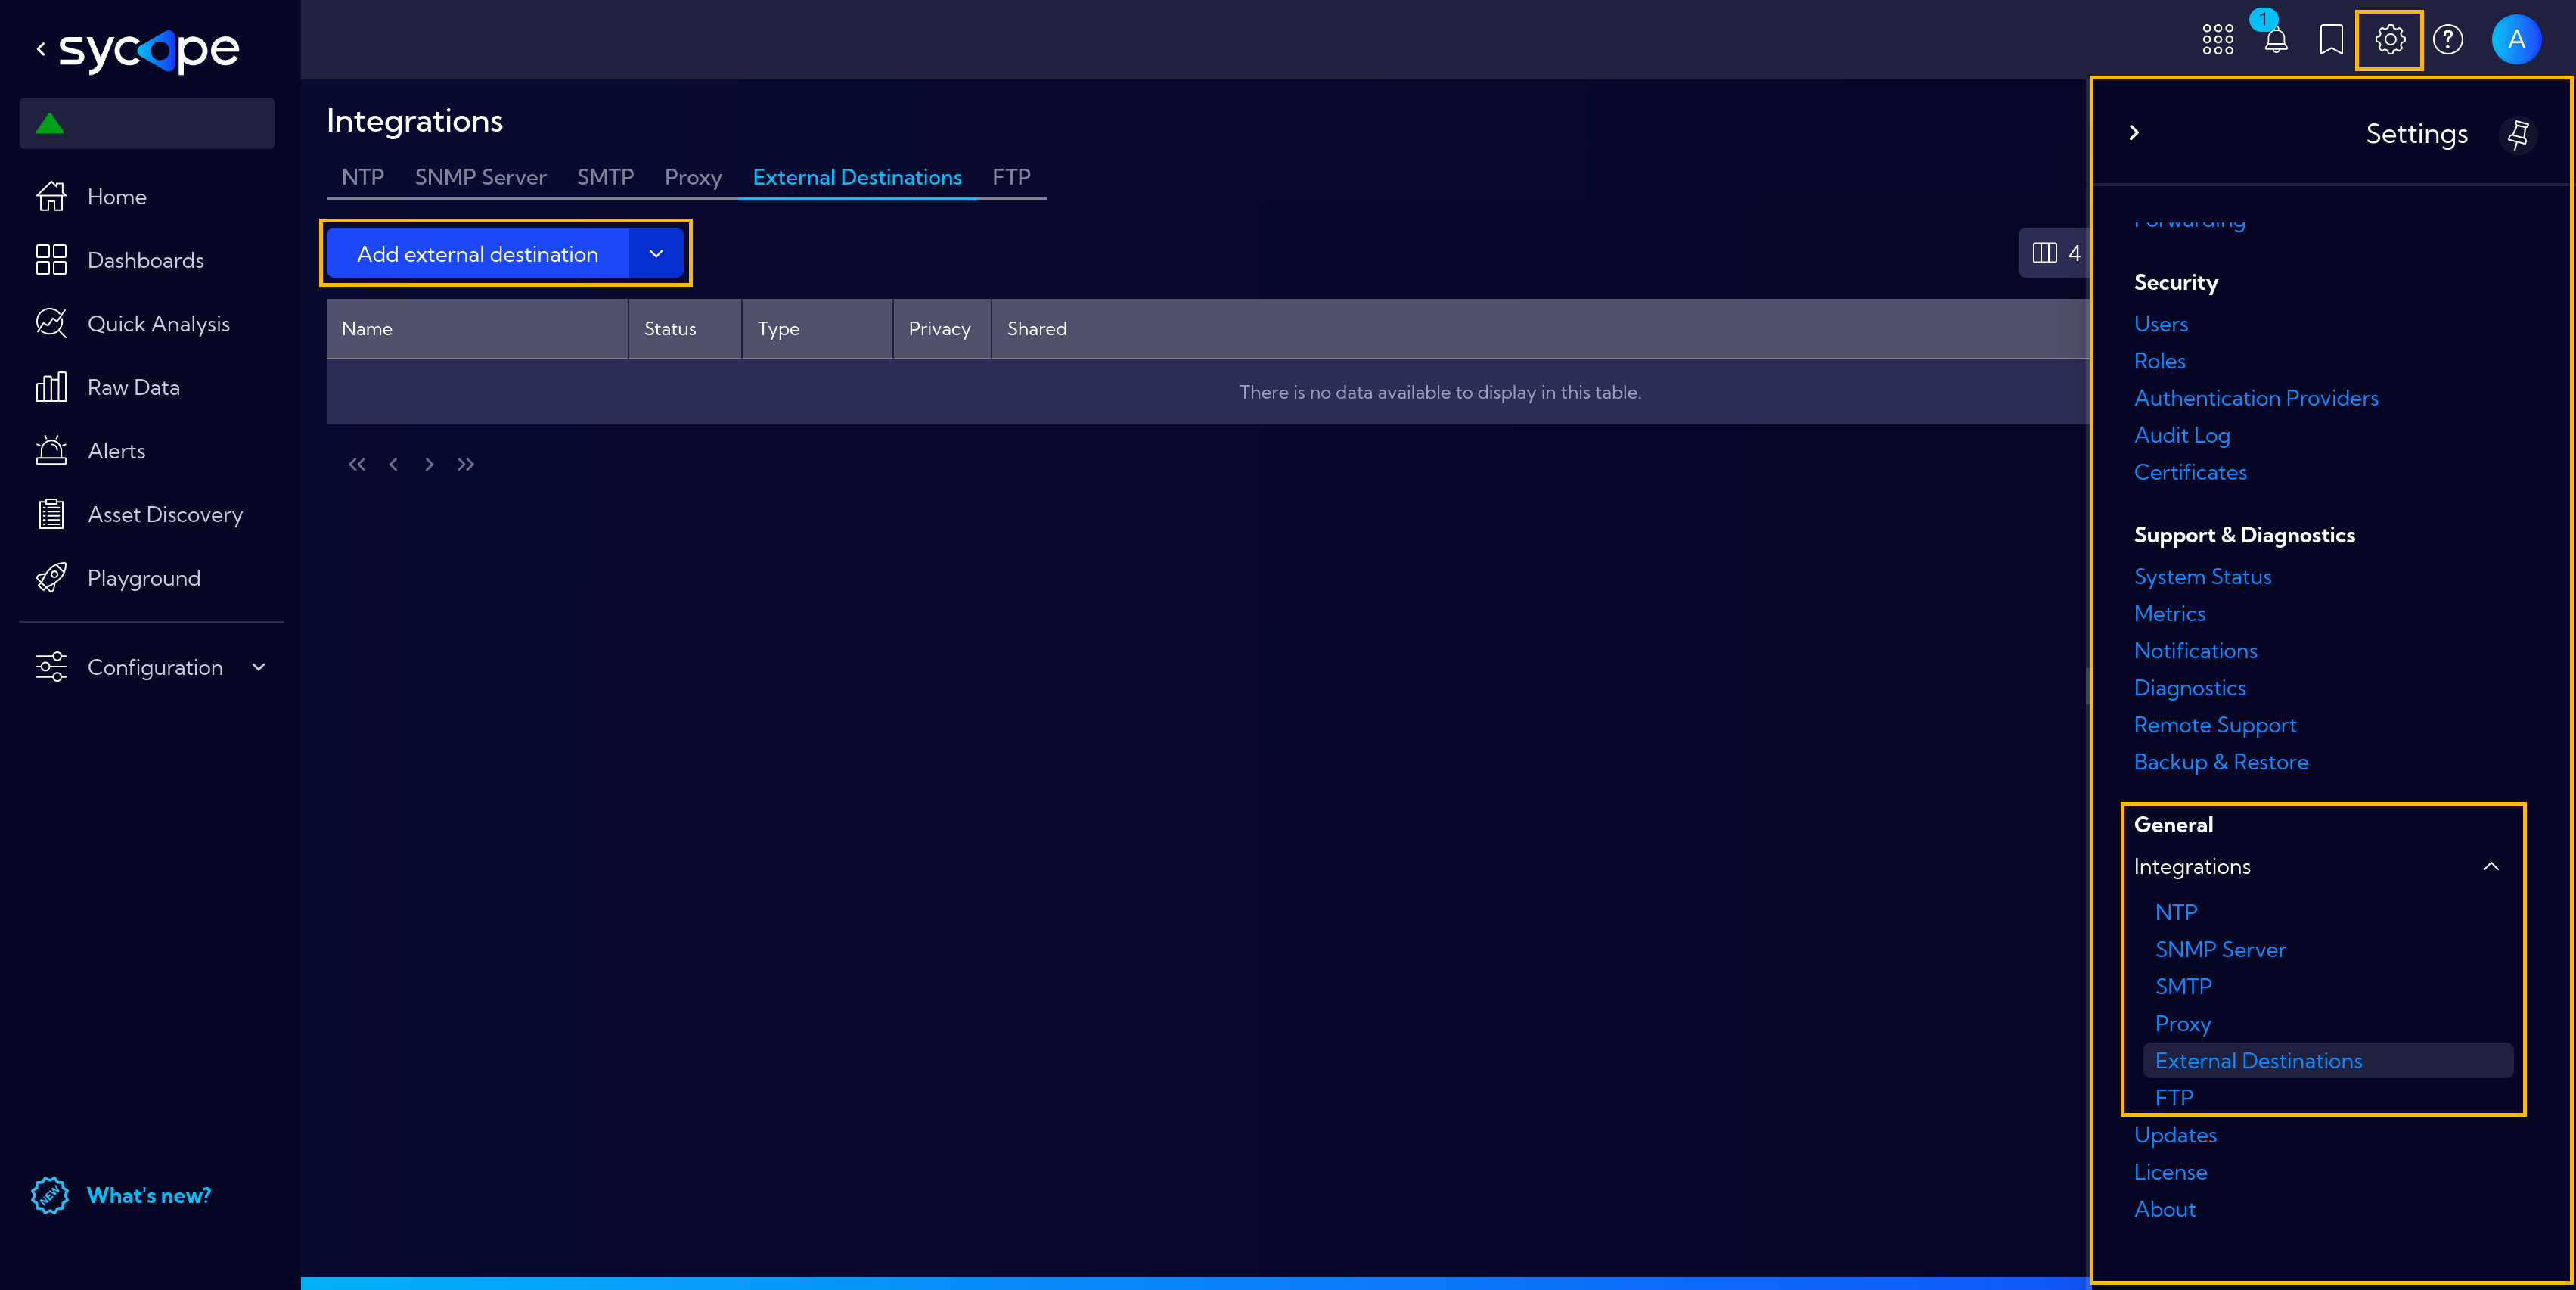 sycope
Home
Dashboards
Quick Analysis
Raw Data
Alerts
Asset Discovery
Playground
Configuration
NEW
What's new?
1
A
Integrations
NTP SNMP Server SMTP Proxy External Destinations FTP
Add external destination
4
Name Status Type Privacy Shared
There is no data available to display in this table.
Settings
Forwarding
Security
Users
Roles
Authentication Providers
Audit Log
Certificates
Support & Diagnostics
System Status
Metrics
Notifications
Diagnostics
Remote Support
Backup & Restore
General
Integrations
NTP
SNMP Server
SMTP
Proxy
External Destinations
FTP
Updates
License
About